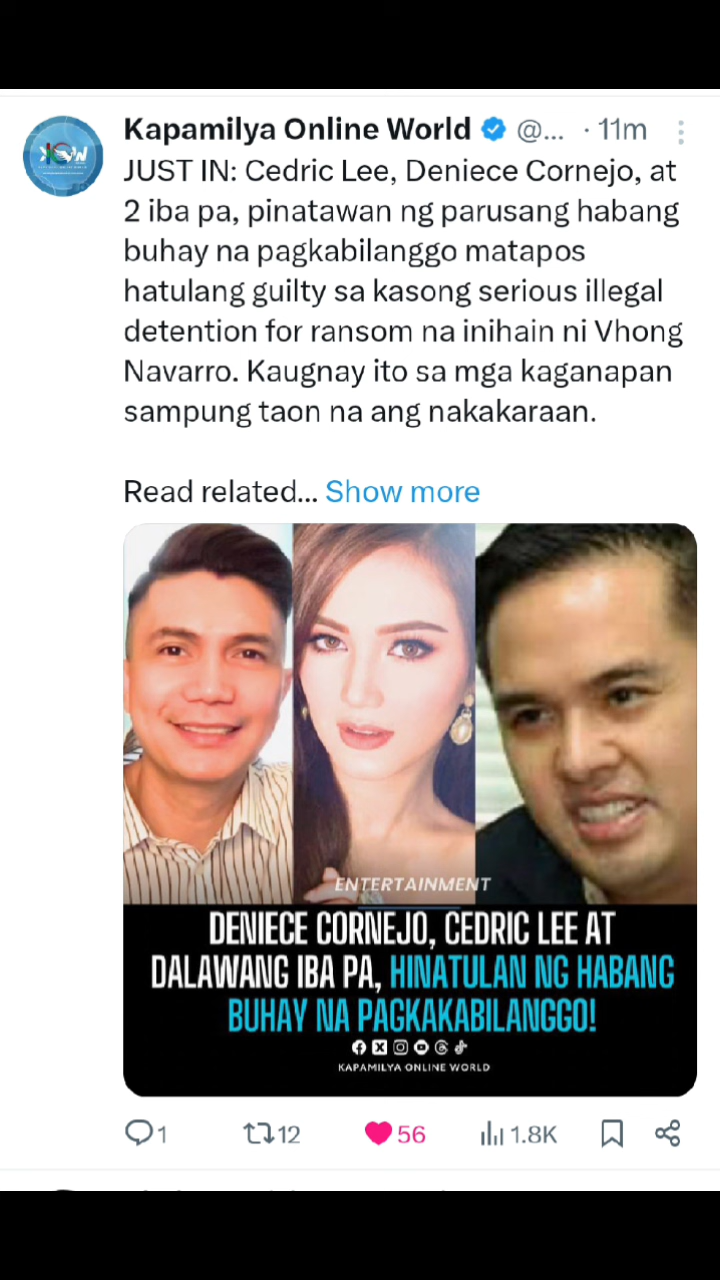 Kapamilya Online World @... · 11m
JUST IN: Cedric Lee, Deniece Cornejo, at
2 iba pa, pinatawan ng parusang habang
buhay na pagkabilanggo matapos
hatulang guilty sa kasong serious illegal
detention for ransom na inihain ni Vhong
Navarro. Kaugnay ito sa mga kaganapan
sampung taon na ang nakakaraan.
Read related... Show more
ENTERTAINMENT
DENIECE CORNEJO, CEDRIC LEE AT
DALAWANG IBA PA, HINATULAN NG HABANG
BUHAY NA PAGKAKABILANGGO!
KAPAMILYA ONLINE WORLD
1 12 56 1.8K